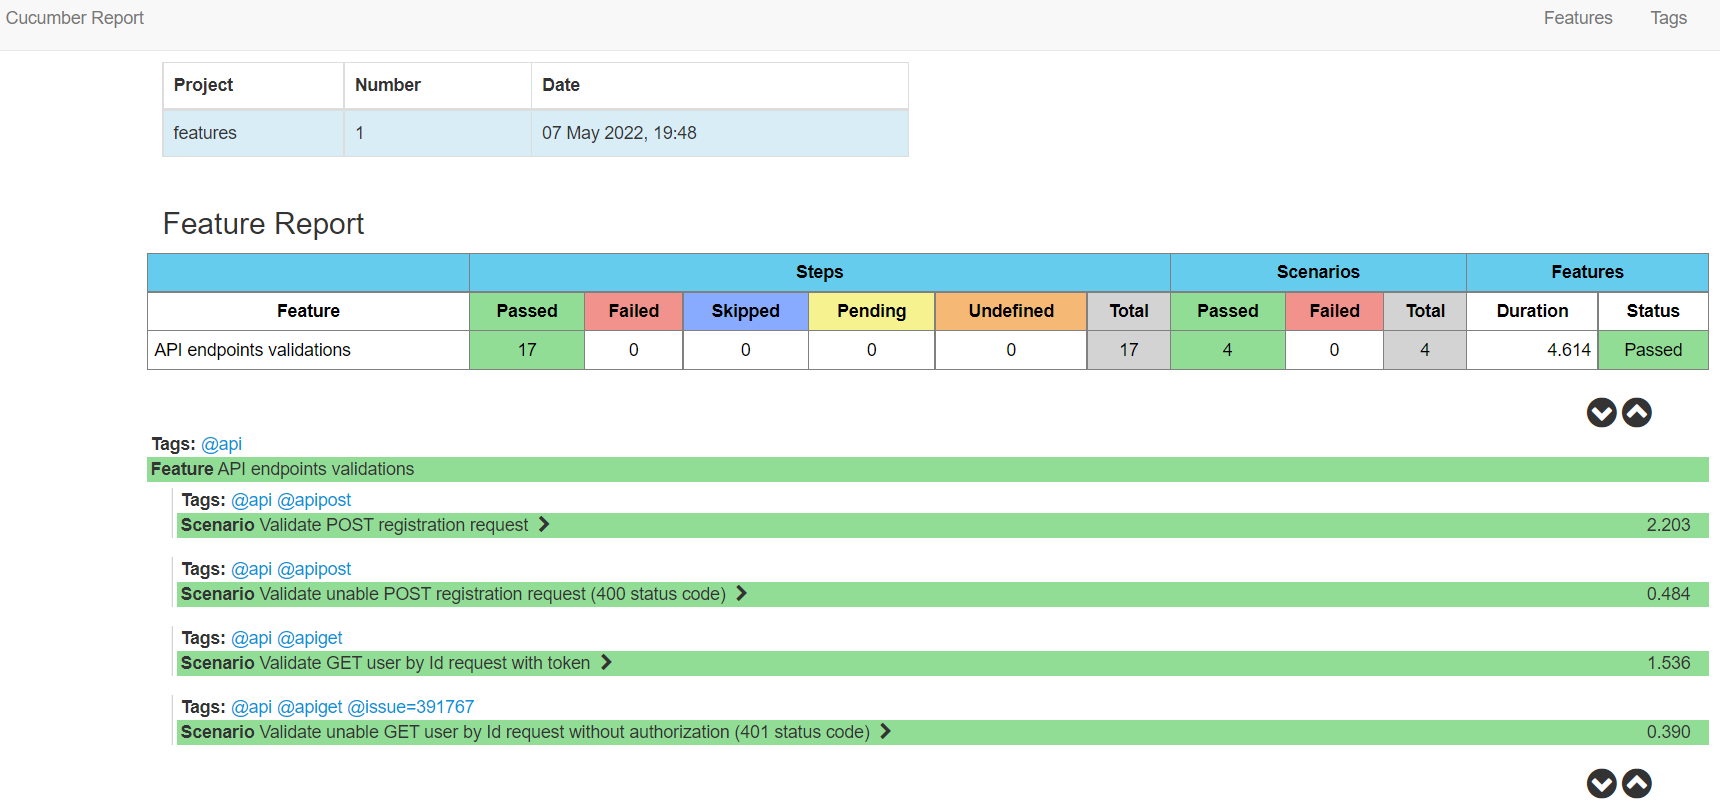 Cucumber Report Features Tags
Project Number Date
features 1 07 May 2022, 19:48
Feature Report
Steps Scenarios Features
Feature Passed Failed Skipped Pending Undefined Total Passed Failed Total Duration Status
API endpoints validations 17 0 0 0 0 17 4 0 4 4.614 Passed
Tags: @api
Feature API endpoints validations
Tags: @api @apipost
Scenario Validate POST registration request 2.203
Tags: @api @apipost
Scenario Validate unable POST registration request (400 status code) 0.484
Tags: @api @apiget
Scenario Validate GET user by Id request with token 1.536
Tags: @api @apiget @issue=391767
Scenario Validate unable GET user by Id request without authorization (401 status code) 0.390